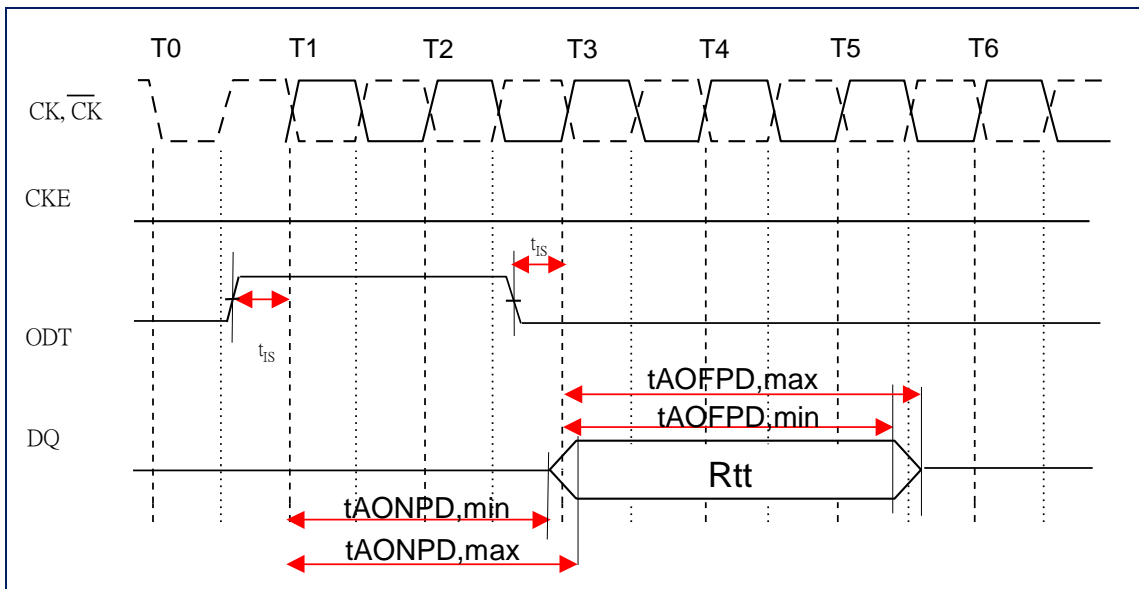 T0 T1 T2 T3 T4 T5 T6
CK, CK
CKE
tIS
ODT
tIS
tAOFPD,max
tAOFPD,min
DQ
Rtt
tAONPD,min
tAONPD,max